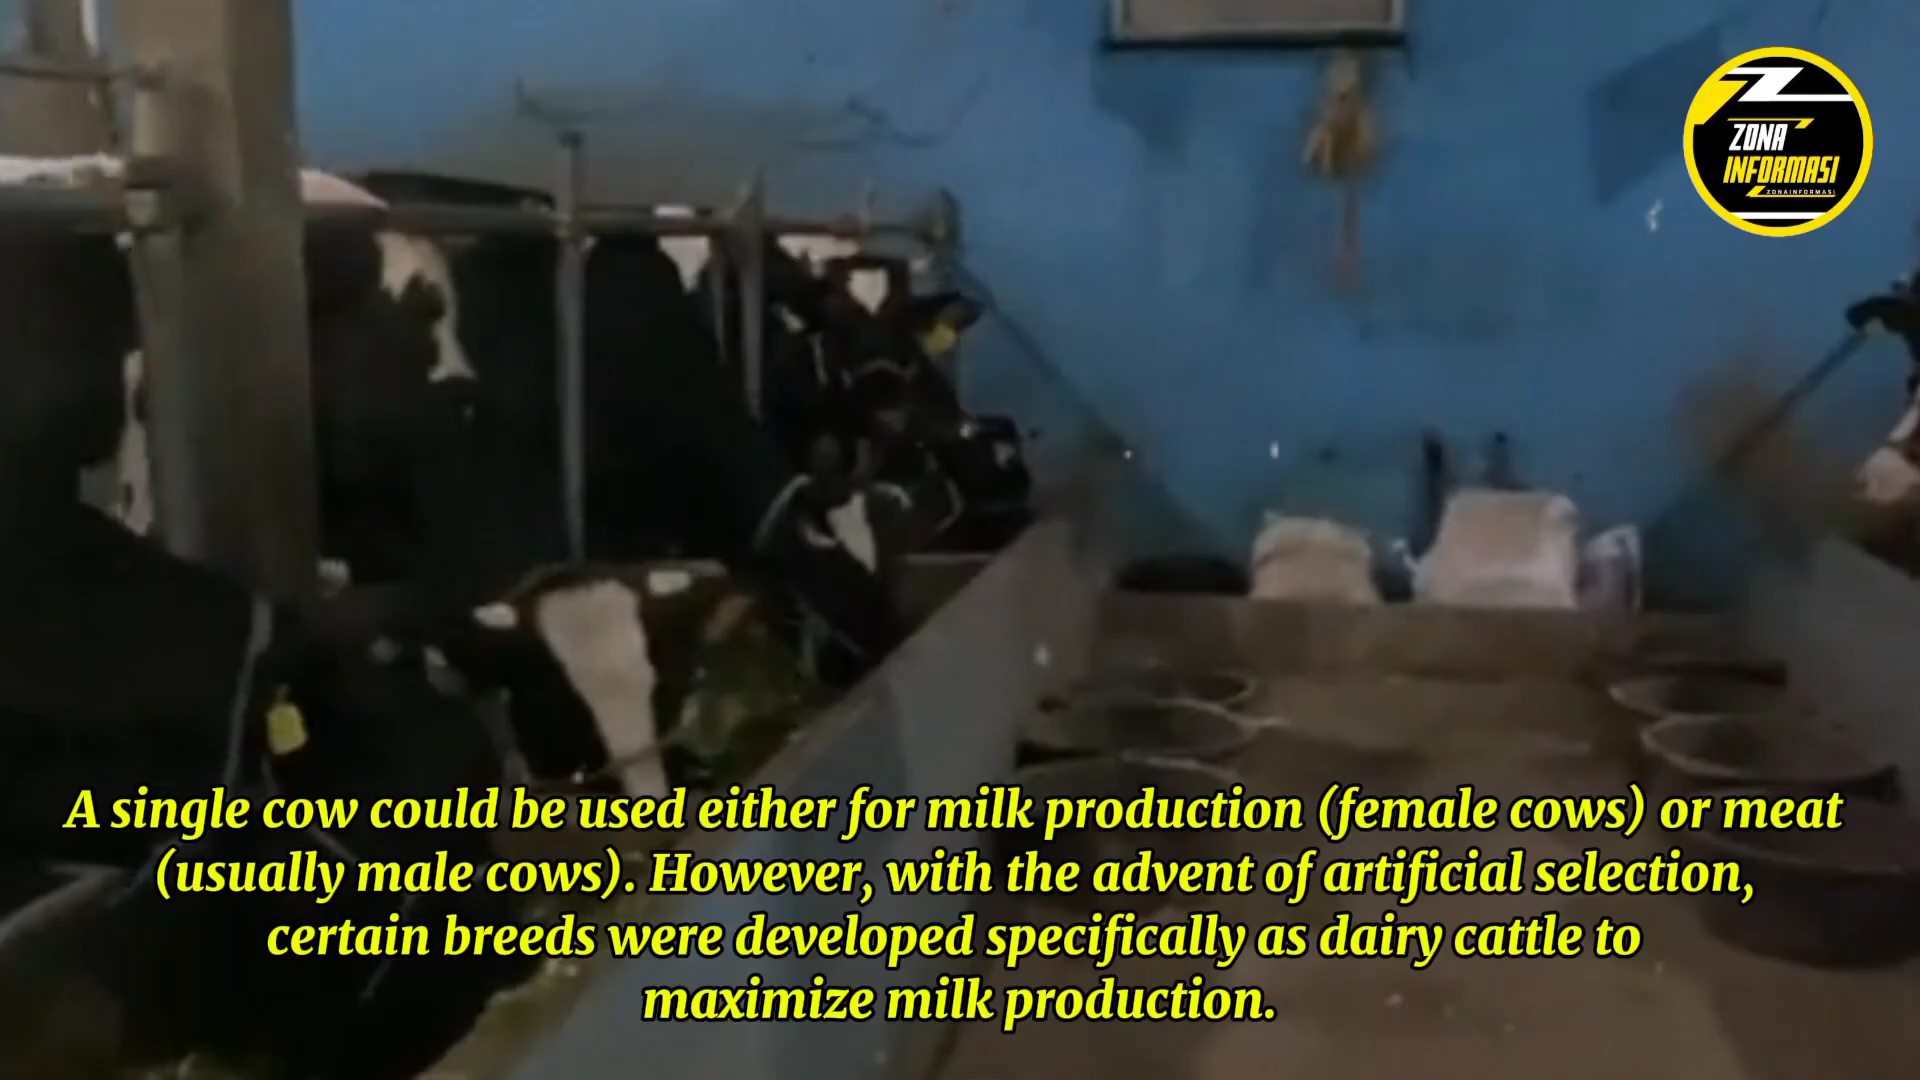 ZONA
INFORMASI
ZONAINFORMASI
A single cow could be used either for milk production (female cows) or meat
(usually male cows). However, with the advent of artificial selection,
certain breeds were developed specifically as dairy cattle to
maximize milk production.